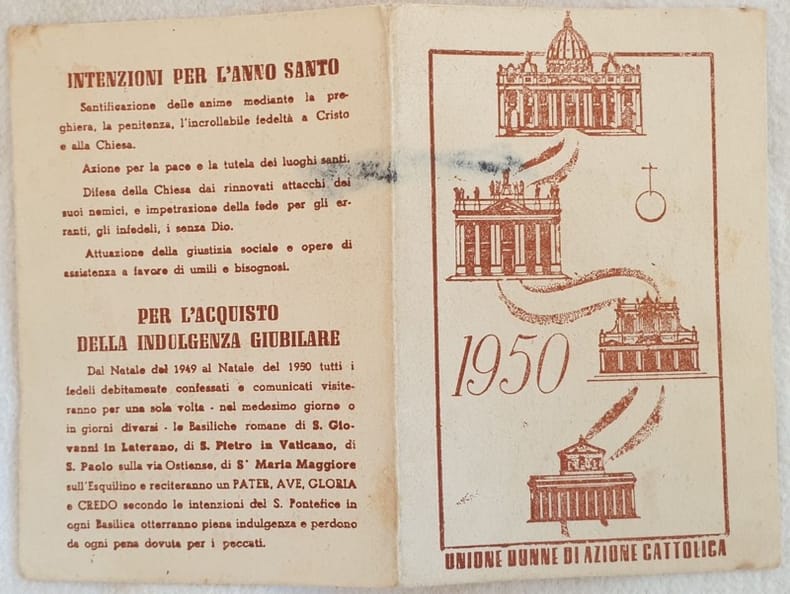 INTENZIONI PER L'ANNO SANTO
Santificazione delle anime mediante la pre-
ghiera, la penitenza, l'incrollabile fedeltà a Cristo
e alla Chiesa.
Azione per la pace e la tutela dei luoghi santi.
Difesa della Chiesa dai rinnovati attacchi dei
suoi nemici, e impetrazione della fede per gli er-
ranti, gli infedeli, i senza Dio.
Attuazione della giustizia sociale e opere di
assistenza a favore di umili e bisognosi.
PER L'ACQUISTO
DELLA INDULGENZA GIUBILARE
Dal Natale del 1949 al Natale del 1950 tutti i
fedeli debitamente confessati e comunicati visite-
ranno per una sola volta - nel medesimo giorno o
in giorni diversi - le Basiliche romane di S. Gio-
vanni in Laterano, di S. Pietro in Vaticano, di
S. Paolo sulla via Ostiense, di Sª Maria Maggiore
sull'Esquilino e reciteranno un PATER, AVE, GLORIA
e CREDO secondo le intenzioni del S. Pontefice in
ogni Basilica otterranno piena indulgenza e perdono
da ogni pena dovuta per i peccati.
1950
UNIONE DONNE DI AZIONE CATTOLICA